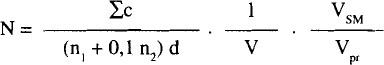 N = Σc / (n₁ + 0,1 n₂) d · 1 / V · V_SM / V_pr